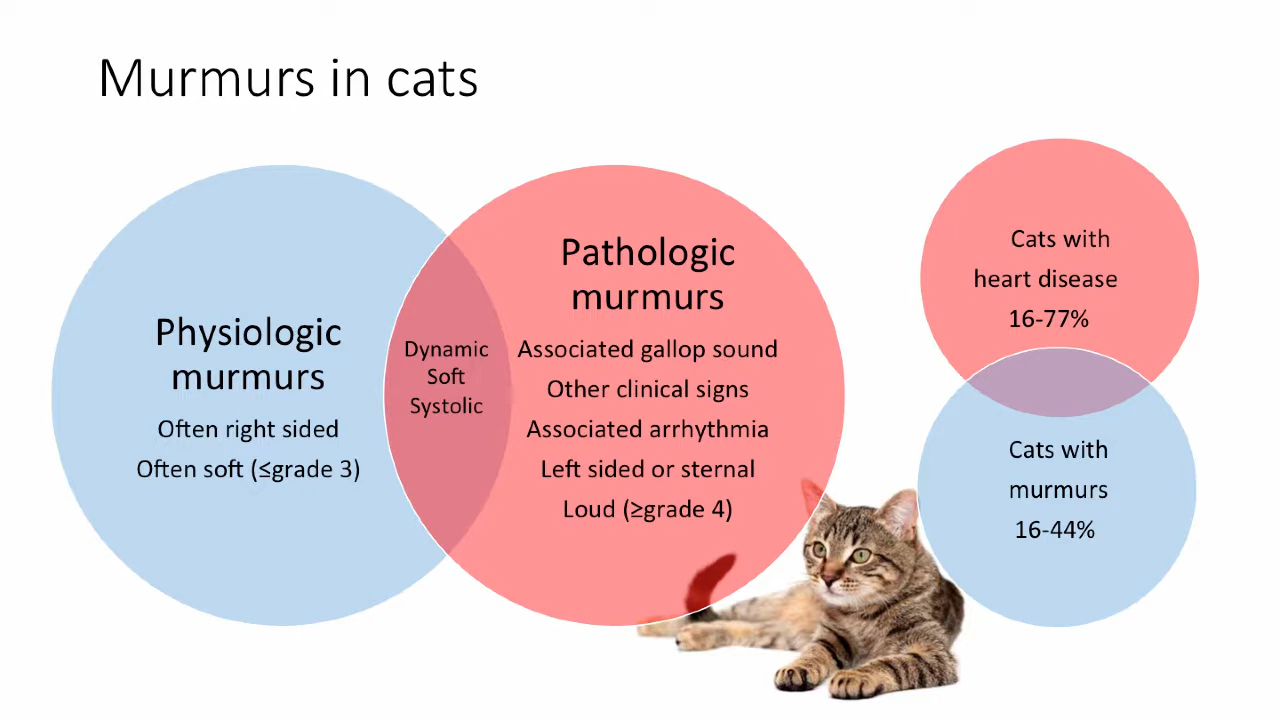 Murmurs in cats
Physiologic
murmurs
Often right sided
Often soft (≤grade 3)
Dynamic
Soft
Systolic
Pathologic
murmurs
Associated gallop sound
Other clinical signs
Associated arrhythmia
Left sided or sternal
Loud (≥grade 4)
Cats with
heart disease
16-77%
Cats with
murmurs
16-44%